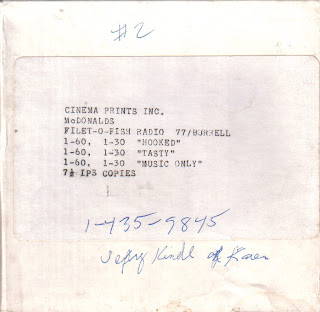 #2
CINEMA PRINTS INC.
McDONALDS
FILET-O-FISH RADIO 77/BURRELL
1-60, 1-30 "HOOKED"
1-60, 1-30 "TASTY"
1-60, 1-30 "MUSIC ONLY"
7½ IPS COPIES
1-435-9845